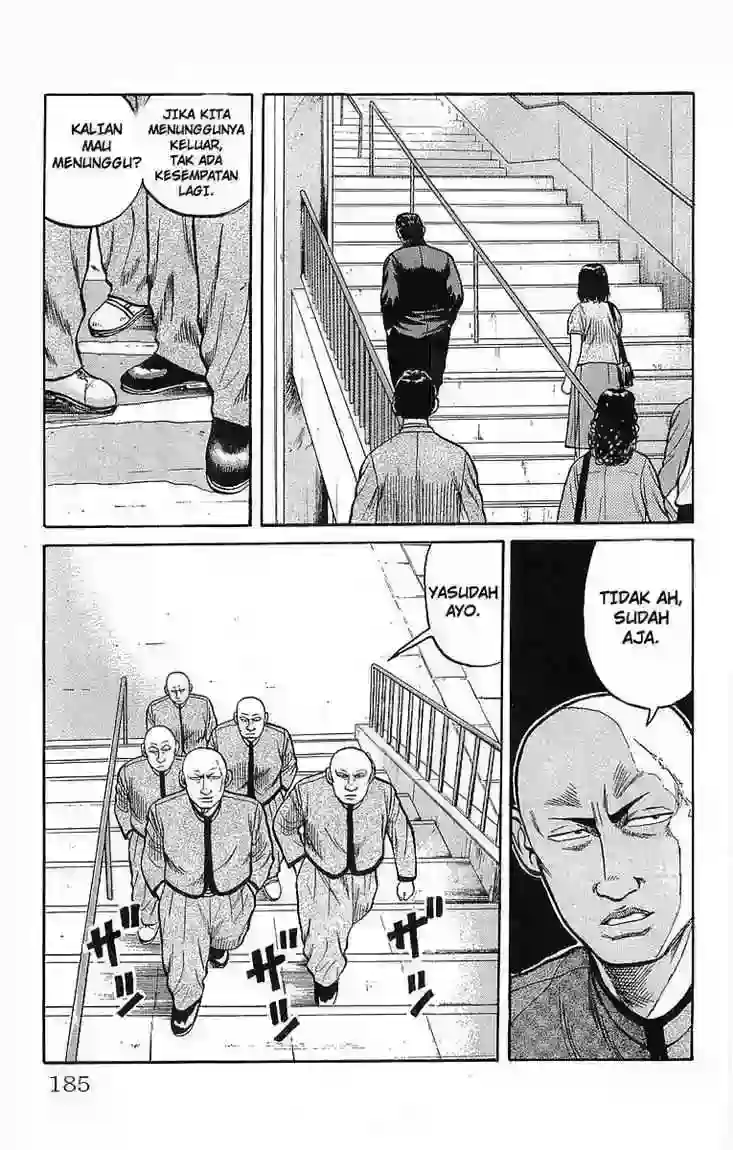 JIKA KITA
MENUNGGUNYA
KELUAR,
TAK ADA
KESEMPATAN
LAGI.
KALIAN
MAU
MENUNGGU?
TIDAK AH,
SUDAH
AJA.
YASUDAH
AYO.
ザッ
ザッ
ザッ
185